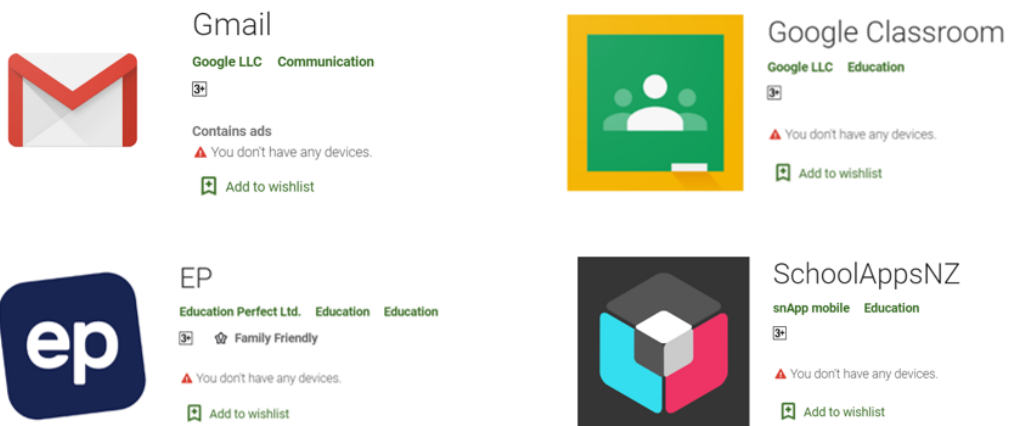 Gmail
Google LLC Communication
3+
Contains ads
You don't have any devices.
Add to wishlist
Google Classroom
Google LLC Education
3+
You don't have any devices.
Add to wishlist
ep
EP
Education Perfect Ltd. Education Education
3+ Family Friendly
You don't have any devices.
Add to wishlist
SchoolAppsNZ
snApp mobile Education
3+
You don't have any devices.
Add to wishlist